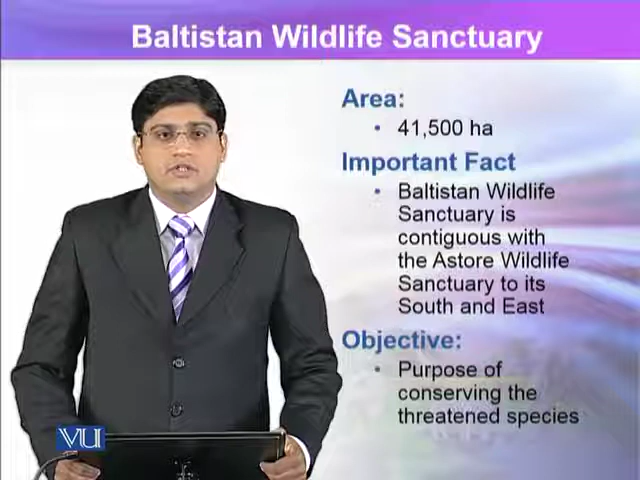 Baltistan Wildlife Sanctuary
Area:
• 41,500 ha
Important Fact
• Baltistan Wildlife
Sanctuary is
contiguous with
the Astore Wildlife
Sanctuary to its
South and East
Objective:
• Purpose of
conserving the
threatened species
VU